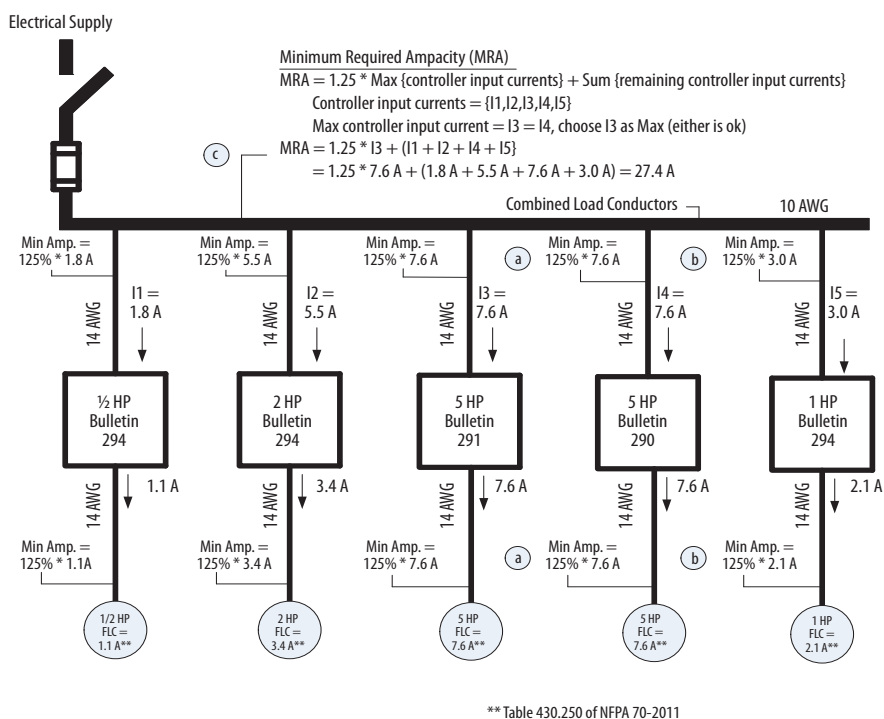 Electrical Supply
Minimum Required Ampacity (MRA)
MRA = 1.25 * Max {controller input currents} + Sum {remaining controller input currents}
Controller input currents = {I1,I2,I3,I4,I5}
Max controller input current = I3 = I4, choose I3 as Max (either is ok)
c
MRA = 1.25 * I3 + (I1 + I2 + I4 + I5}
= 1.25 * 7.6 A + (1.8 A + 5.5 A + 7.6 A + 3.0 A) = 27.4 A
Combined Load Conductors
10 AWG
Min Amp. =
125% * 1.8 A
Min Amp. =
125% * 5.5 A
Min Amp. =
125% * 7.6 A
a
Min Amp. =
125% * 7.6 A
b
Min Amp. =
125% * 3.0 A
14 AWG
I1 =
1.8 A
14 AWG
I2 =
5.5 A
14 AWG
I3 =
7.6 A
14 AWG
I4 =
7.6 A
14 AWG
I5 =
3.0 A
½ HP
Bulletin
294
2 HP
Bulletin
294
5 HP
Bulletin
291
5 HP
Bulletin
290
1 HP
Bulletin
294
14 AWG
1.1 A
14 AWG
3.4 A
14 AWG
7.6 A
14 AWG
7.6 A
14 AWG
2.1 A
Min Amp. =
125% * 1.1A
Min Amp. =
125% * 3.4 A
Min Amp. =
125% * 7.6 A
a
Min Amp. =
125% * 7.6 A
b
Min Amp. =
125% * 2.1 A
1/2 HP
FLC =
1.1 A**
2 HP
FLC =
3.4 A**
5 HP
FLC =
7.6 A**
5 HP
FLC =
7.6 A**
1 HP
FLC =
2.1 A**
** Table 430.250 of NFPA 70-2011